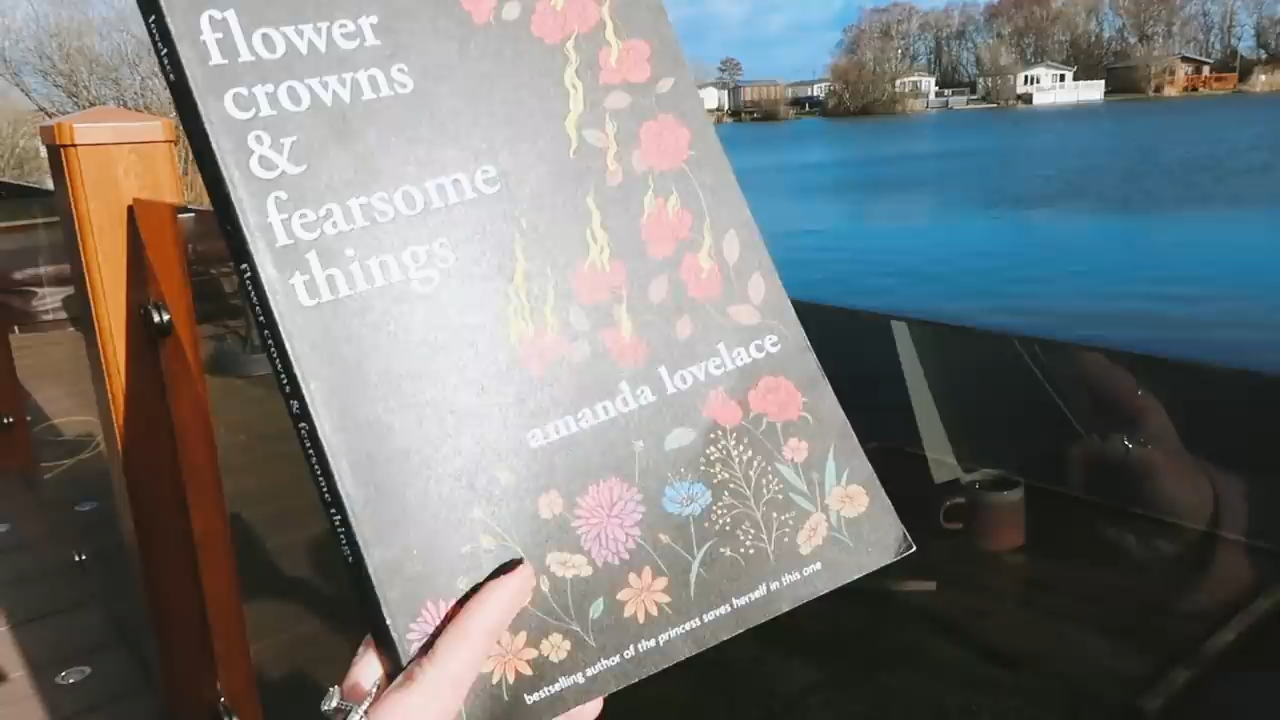 flower
crowns
&
fearsome
things
amanda lovelace
bestselling author of the princess saves herself in this one
lovelace
flower crowns & fearsome things